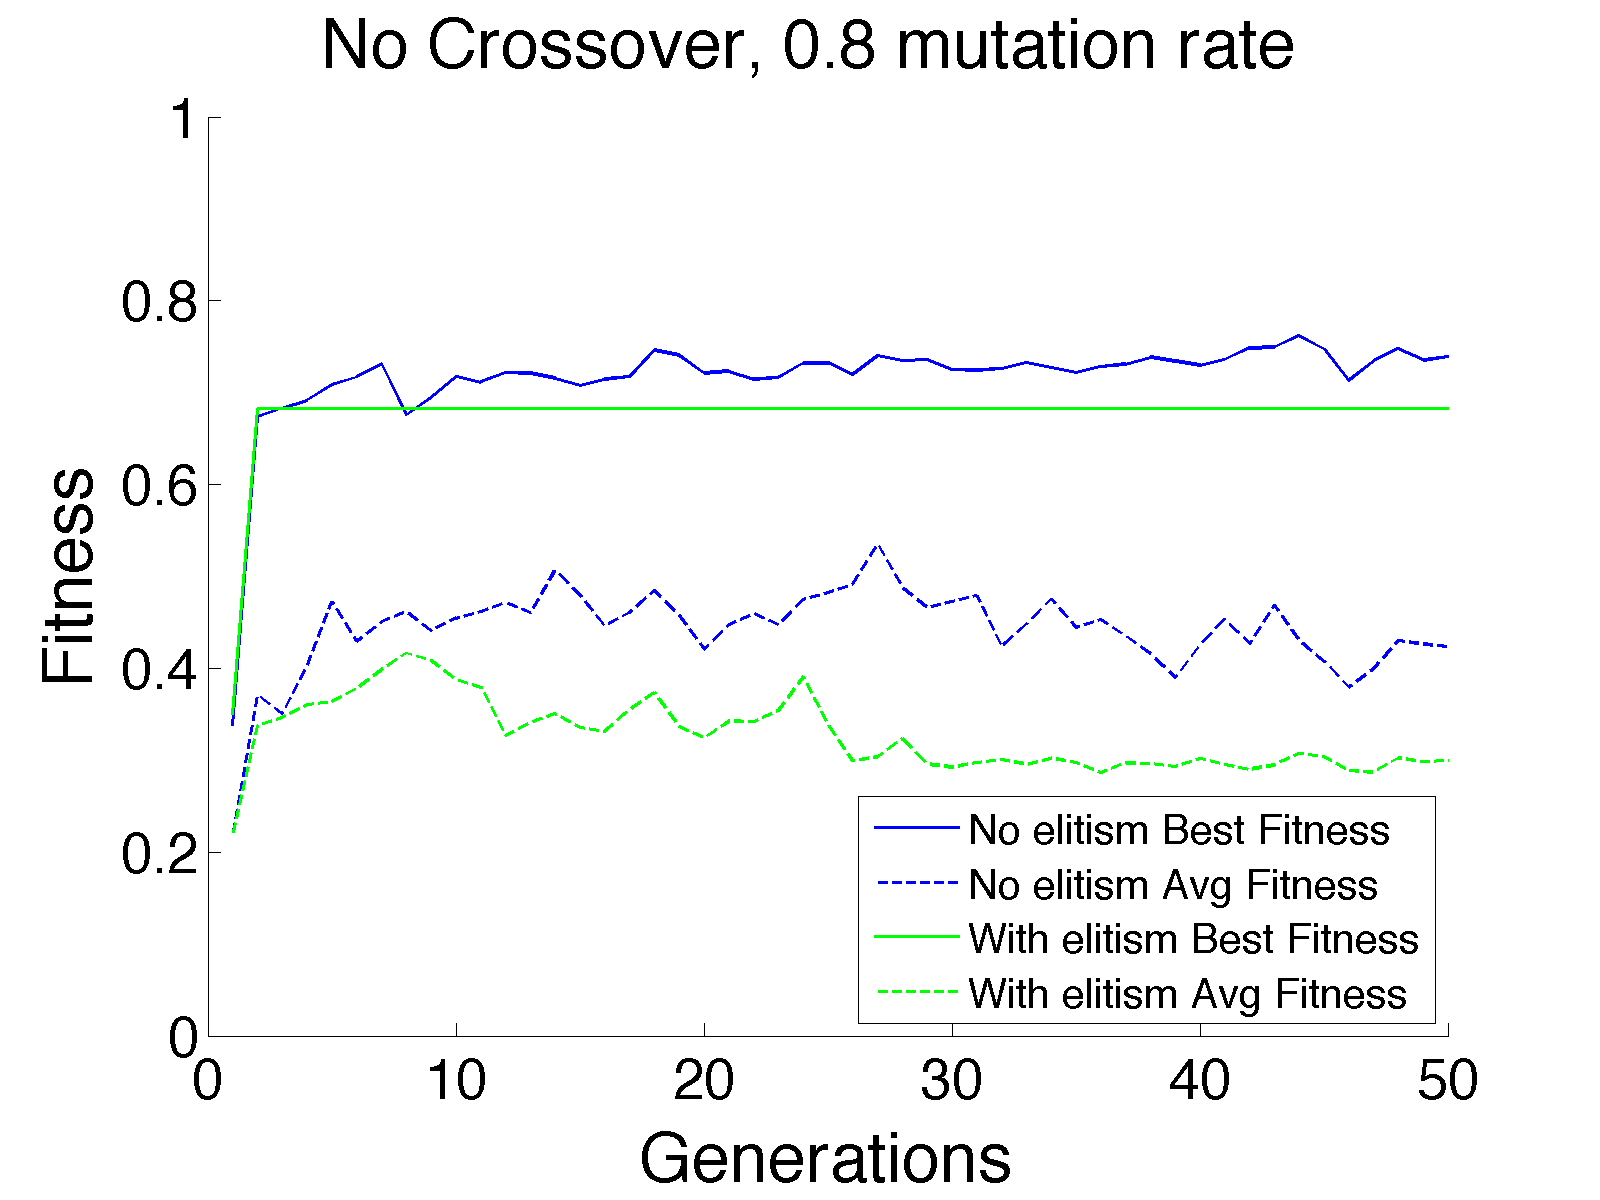 No Crossover, 0.8 mutation rate
1
0.8
0.6
0.4
0.2
0
Fitness
No elitism Best Fitness
No elitism Avg Fitness
With elitism Best Fitness
With elitism Avg Fitness
0 10 20 30 40 50
Generations